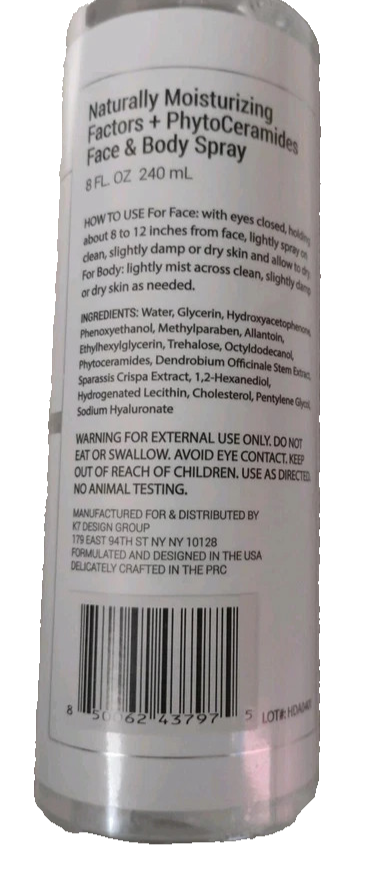 Naturally Moisturizing
Factors + PhytoCeramides
Face & Body Spray
8 FL. OZ 240 mL
HOW TO USE For Face: with eyes closed, holding
about 8 to 12 inches from face, lightly spray on
clean, slightly damp or dry skin and allow to dry
For Body: lightly mist across clean, slightly damp
or dry skin as needed.
INGREDIENTS: Water, Glycerin, Hydroxyacetophenone,
Phenoxyethanol, Methylparaben, Allantoin,
Ethylhexylglycerin, Trehalose, Octyldodecanol,
Phytoceramides, Dendrobium Officinale Stem Extract,
Sparassis Crispa Extract, 1,2-Hexanediol,
Hydrogenated Lecithin, Cholesterol, Pentylene Glycol,
Sodium Hyaluronate
WARNING FOR EXTERNAL USE ONLY. DO NOT
EAT OR SWALLOW. AVOID EYE CONTACT. KEEP
OUT OF REACH OF CHILDREN. USE AS DIRECTED.
NO ANIMAL TESTING.
MANUFACTURED FOR & DISTRIBUTED BY
K7 DESIGN GROUP
179 EAST 94TH ST NY NY 10128
FORMULATED AND DESIGNED IN THE USA
DELICATELY CRAFTED IN THE PRC
8 50062 43797 5 LOT#: